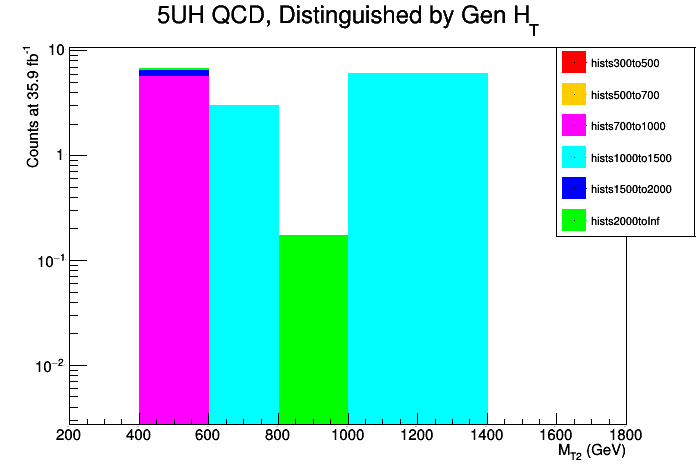 5UH QCD, Distinguished by Gen H_T
Counts at 35.9 fb⁻¹
10
1
10⁻¹
10⁻²
hists300to500
hists500to700
hists700to1000
hists1000to1500
hists1500to2000
hists2000toInf
200 400 600 800 1000 1200 1400 1600 1800
M_T2 (GeV)